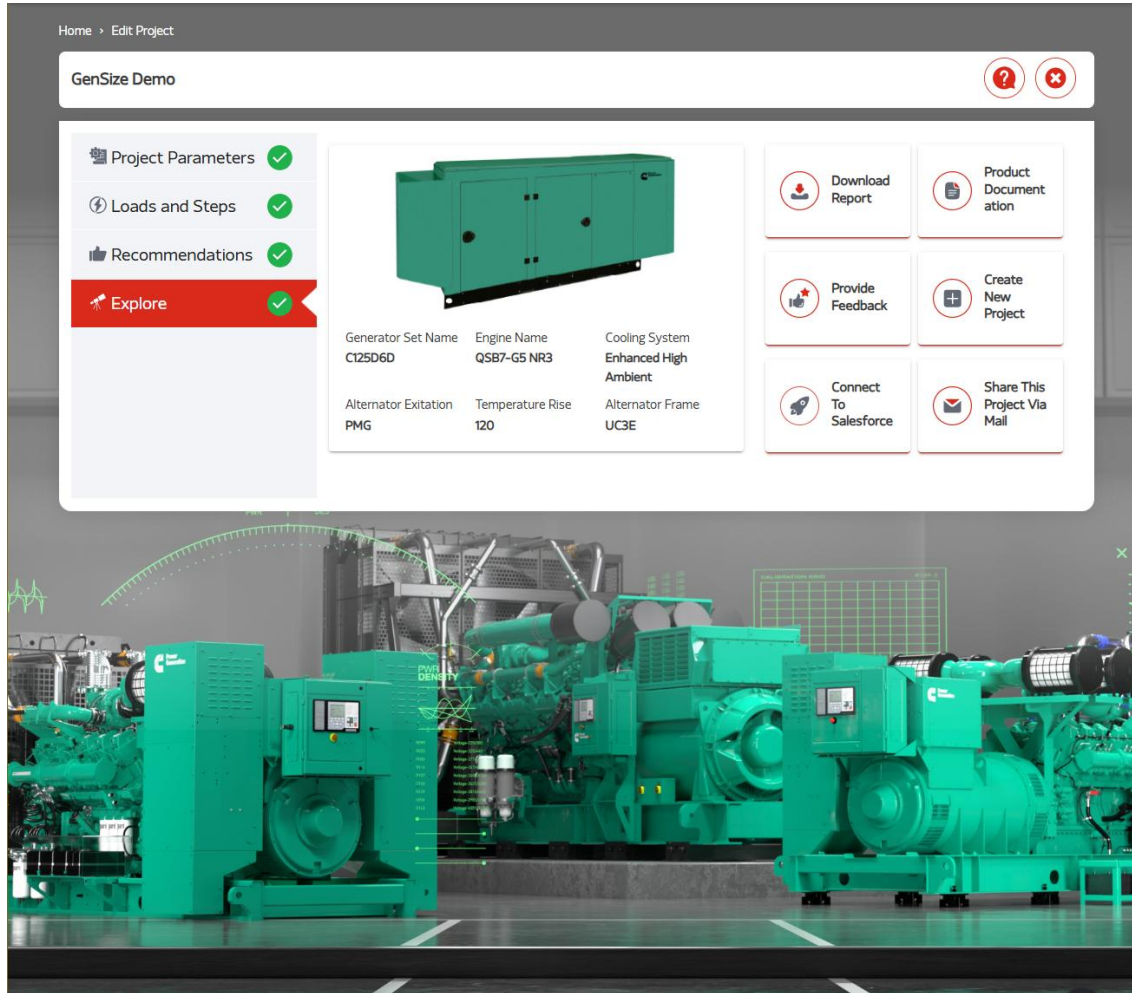 Home > Edit Project
GenSize Demo
Project Parameters
Loads and Steps
Recommendations
Explore
Generator Set Name
C125D6D
Engine Name
QSB7-G5 NR3
Cooling System
Enhanced High
Ambient
Alternator Exitation
PMG
Temperature Rise
120
Alternator Frame
UC3E
Download
Report
Product
Document
ation
Provide
Feedback
Create
New
Project
Connect
To
Salesforce
Share This
Project Via
Mail
PWR
DENSITY
Power
Generation